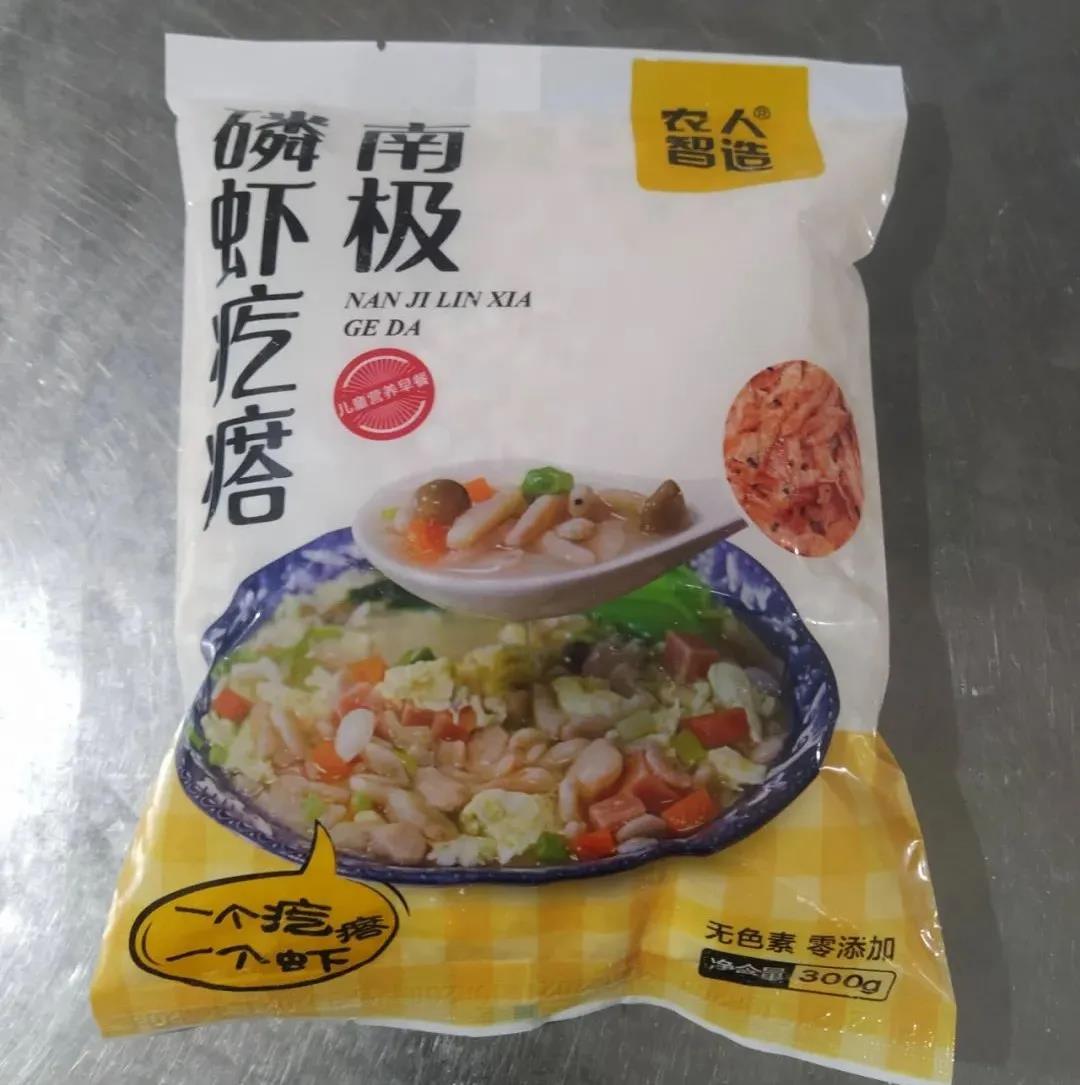 农人®
智造
南极
磷虾疙瘩
NAN JI LIN XIA
GE DA
儿童营养早餐
一个疙瘩
一个虾
无色素 零添加
净含量 300g